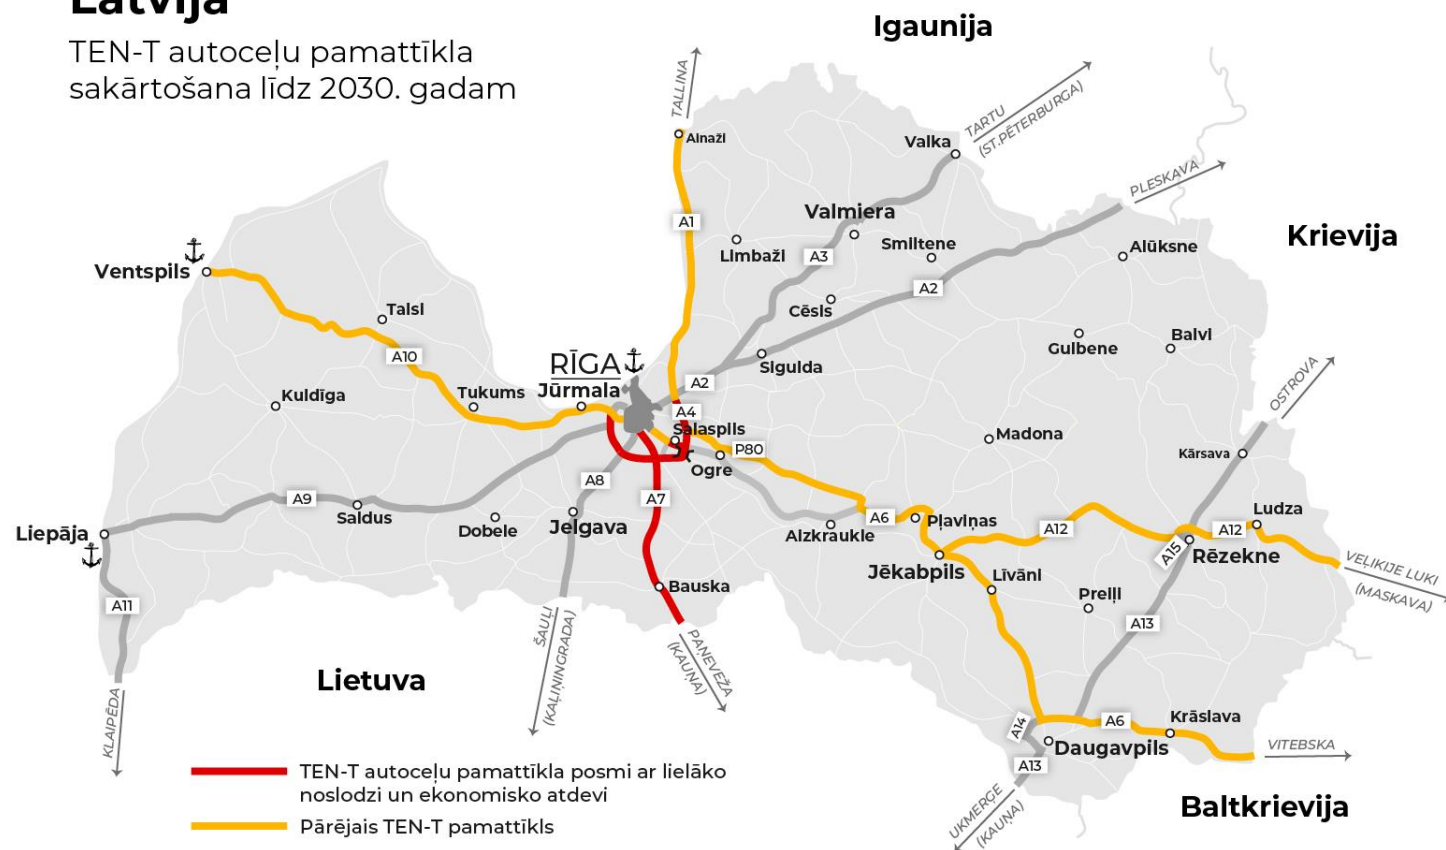 Latvija
TEN-T autoceļu pamattīkla
sakārtošana līdz 2030. gadam
Igaunija
TALLINA
Ainaži
TARTU
(ST.PĒTERBURGA)
Valka
PLESKAVA
A1
Valmiera
Limbaži
A3
Smiltene
Alūksne
Krievija
Ventspils
A2
Cēsis
Talsi
A10
Gulbene
Balvi
RĪGA
Sigulda
Jūrmala
A2
OSTROVA
Kuldīga
Tukums
A4
Salaspils
P80
Ogre
Madona
Kārsava
A8
A9
Saldus
A7
Liepāja
Dobele
Jelgava
Aizkraukle
A6
Pļaviņas
A12
A12
Ludza
A15
Rēzekne
Jēkabpils
Līvāni
VEĻIKIJE LUKI
(MASKAVA)
Bauska
A11
Preiļi
A13
ŠAUĻI
(KAĻIŅINGRADA)
PAŅEVEŽA
(KAUŅA)
Lietuva
KLAIPĒDA
A14
A6
Krāslava
Daugavpils
VITEBSKA
A13
UKMERĢE
(KAUŅA)
Baltkrievija
TEN-T autoceļu pamattīkla posmi ar lielāko
noslodzi un ekonomisko atdevi
Pārējais TEN-T pamattīkls